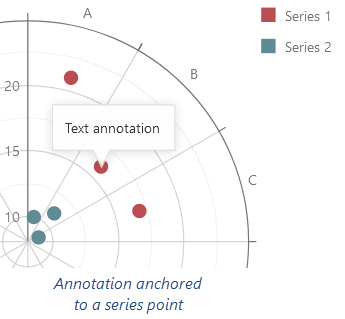 A
Series 1
Series 2
B
20
Text annotation
15
C
10
Annotation anchored
to a series point